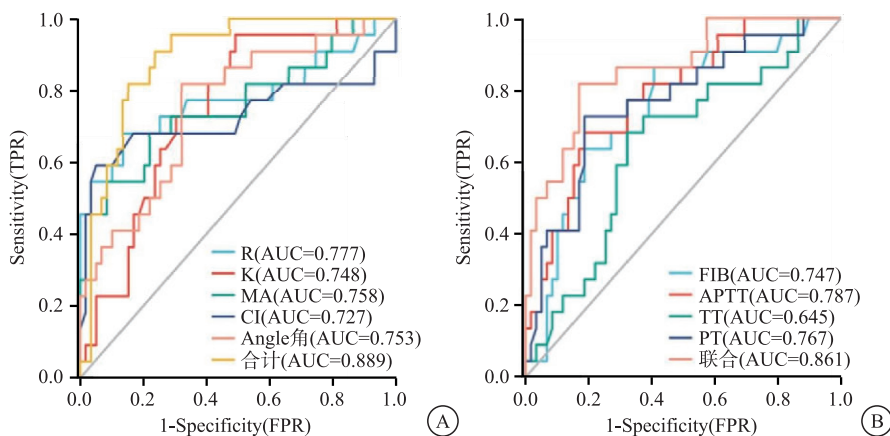 1.0
0.8
0.6
0.4
0.2
0.0
Sensitivity(TPR)
R(AUC=0.777)
K(AUC=0.748)
MA(AUC=0.758)
CI(AUC=0.727)
Angle角(AUC=0.753)
合计(AUC=0.889)
0.0 0.2 0.4 0.6 0.8 1.0
1-Specificity(FPR)
A
1.0
0.8
0.6
0.4
0.2
0.0
Sensitivity(TPR)
FIB(AUC=0.747)
APTT(AUC=0.787)
TT(AUC=0.645)
PT(AUC=0.767)
联合(AUC=0.861)
0.0 0.2 0.4 0.6 0.8 1.0
1-Specificity(FPR)
B